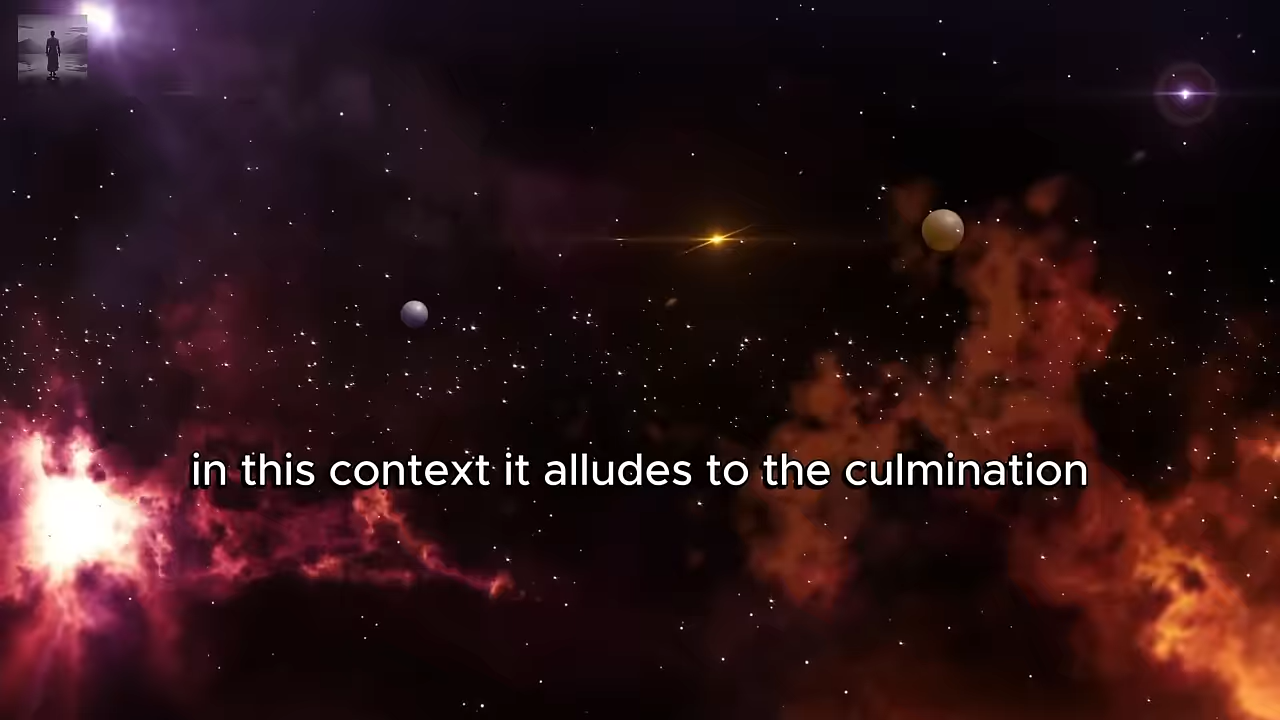 in this context it alludes to the culmination